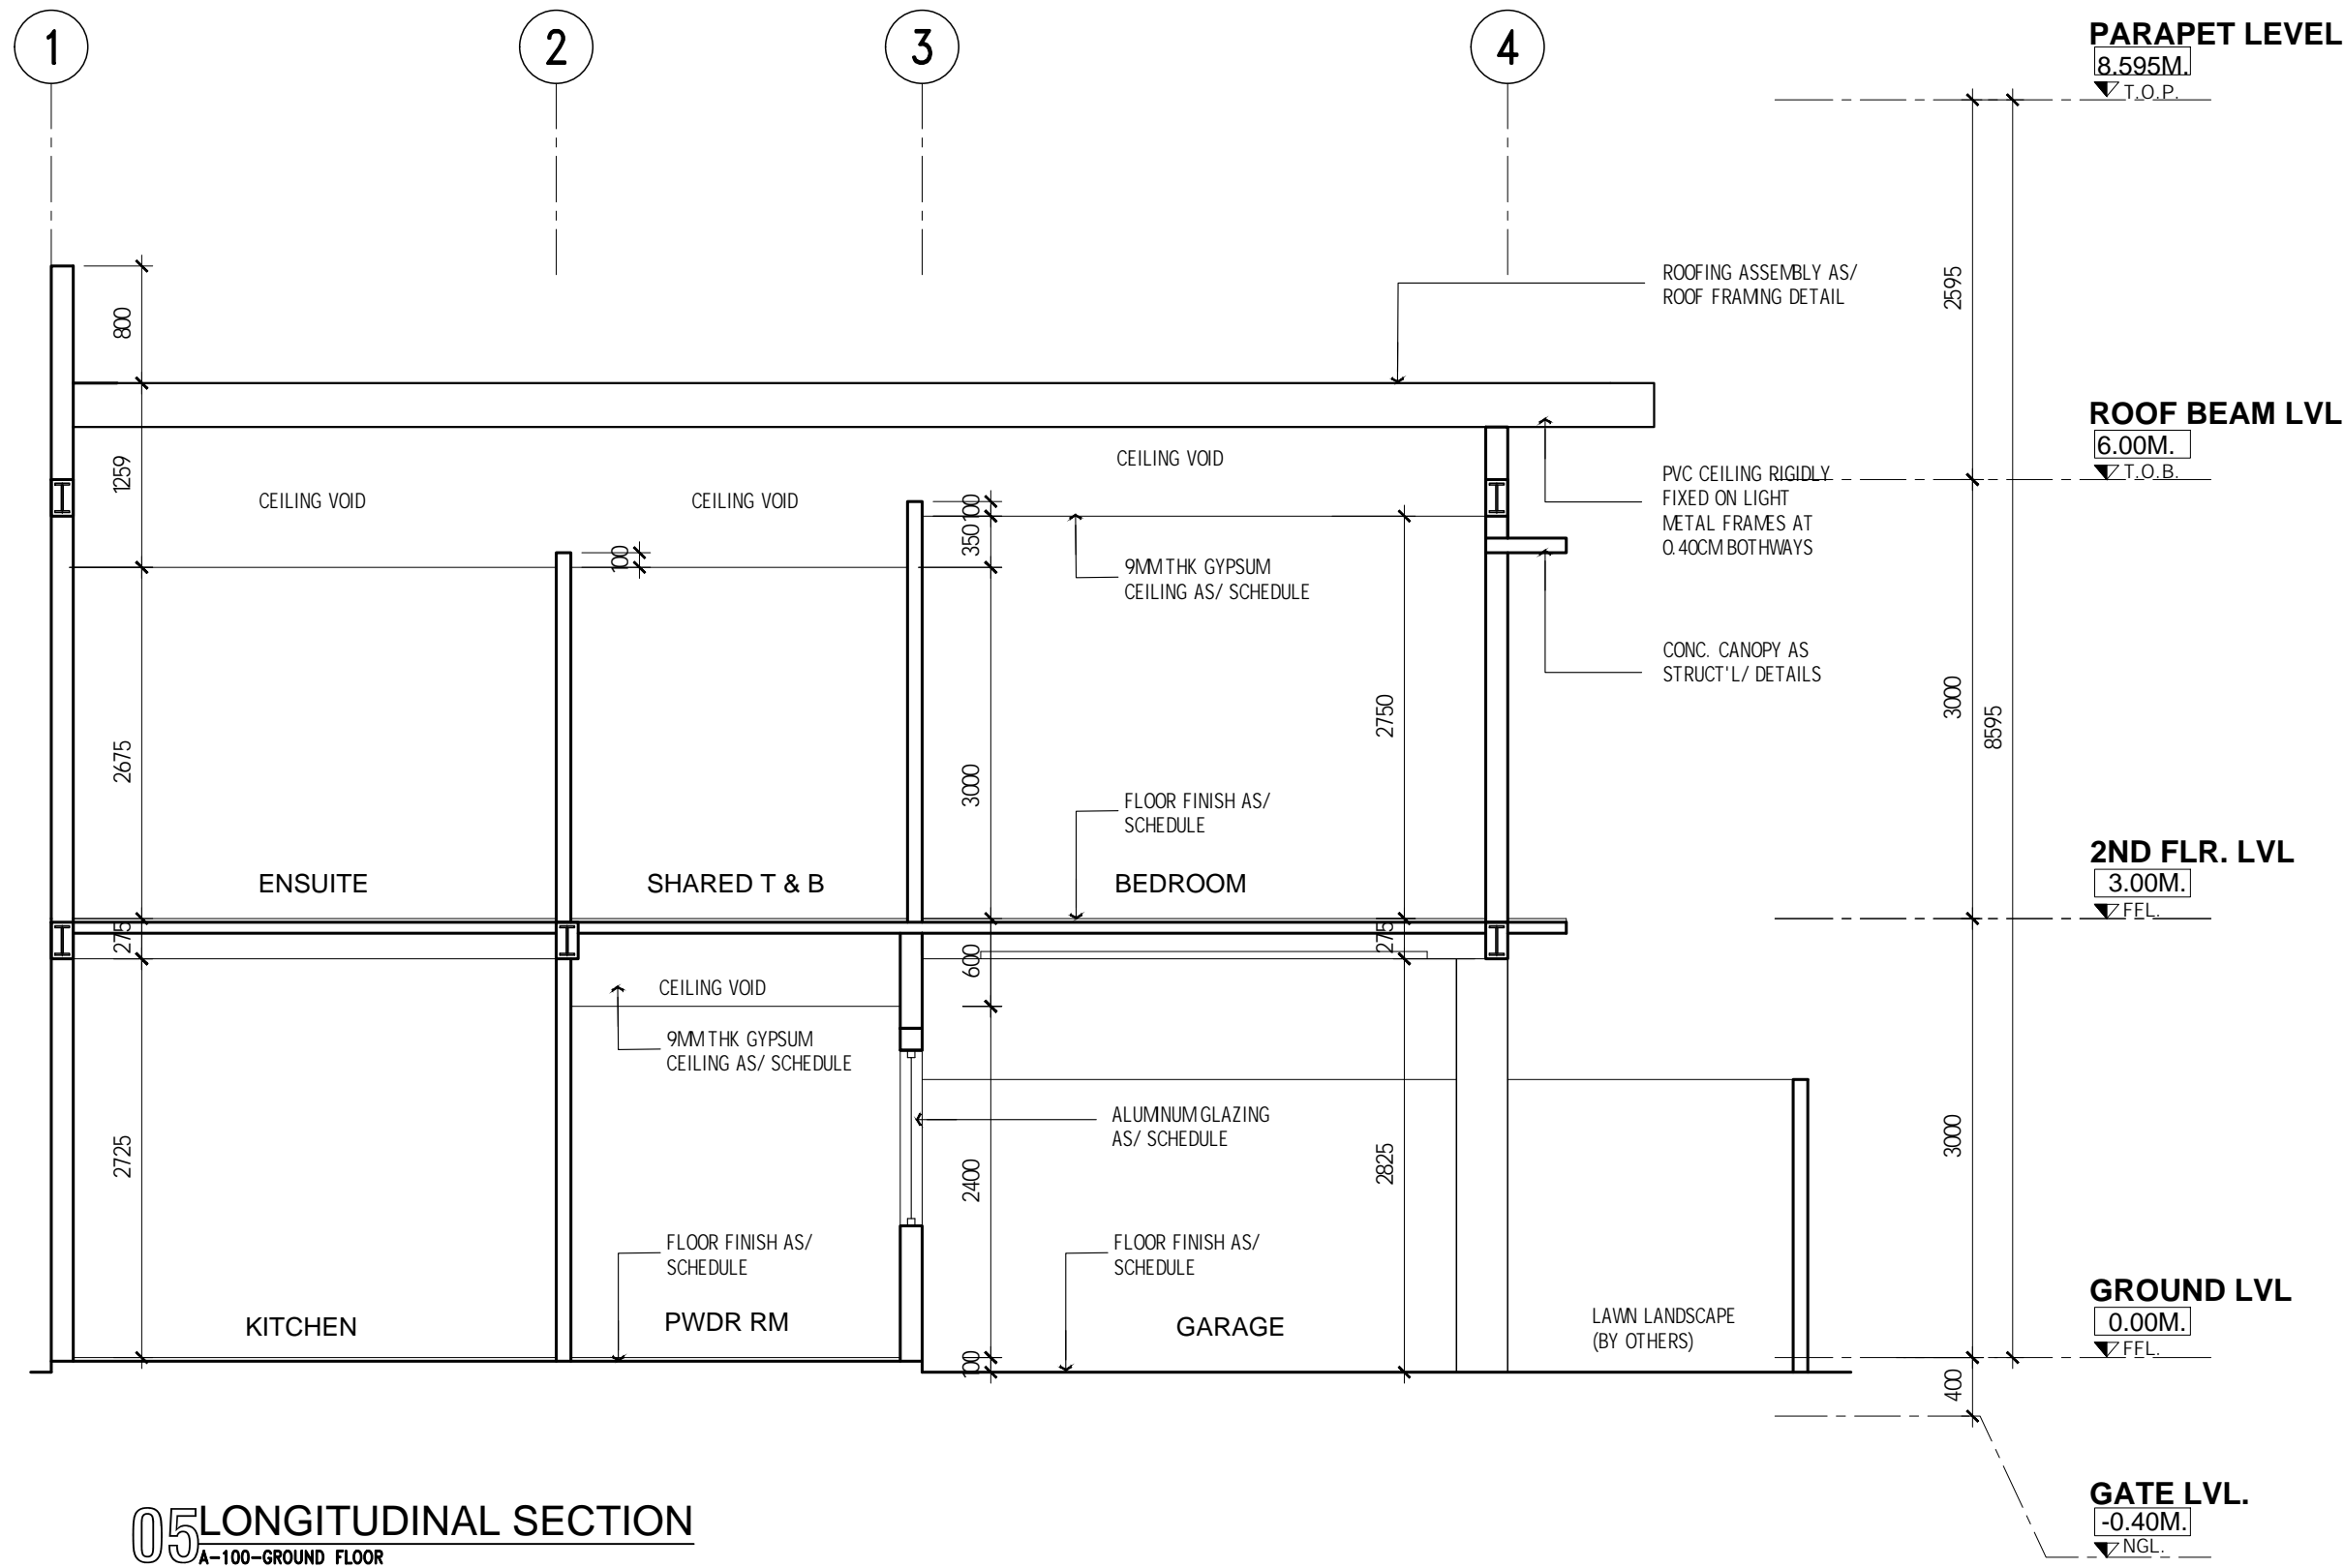 1
2
3
4
PARAPET LEVEL
8.595M.
T.O.P.
ROOFING ASSEMBLY AS/
ROOF FRAMING DETAIL
2595
800
ROOF BEAM LVL
6.00M.
T.O.B.
CEILING VOID
1259
CEILING VOID
CEILING VOID
PVC CEILING RIGIDLY
FIXED ON LIGHT
METAL FRAMES AT
0.40CM BOTHWAYS
100
350
100
9MM THK GYPSUM
CEILING AS/ SCHEDULE
CONC. CANOPY AS
STRUCT'L/ DETAILS
2675
3000
2750
3000
8595
FLOOR FINISH AS/
SCHEDULE
ENSUITE
SHARED T & B
BEDROOM
2ND FLR. LVL
3.00M.
FFL.
275
600
275
CEILING VOID
9MM THK GYPSUM
CEILING AS/ SCHEDULE
ALUMINUM GLAZING
AS/ SCHEDULE
2725
2400
2825
3000
FLOOR FINISH AS/
SCHEDULE
FLOOR FINISH AS/
SCHEDULE
KITCHEN
PWDR RM
GARAGE
LAWN LANDSCAPE
(BY OTHERS)
GROUND LVL
0.00M.
FFL.
100
400
GATE LVL.
-0.40M.
NGL.
05 LONGITUDINAL SECTION
A-100-GROUND FLOOR